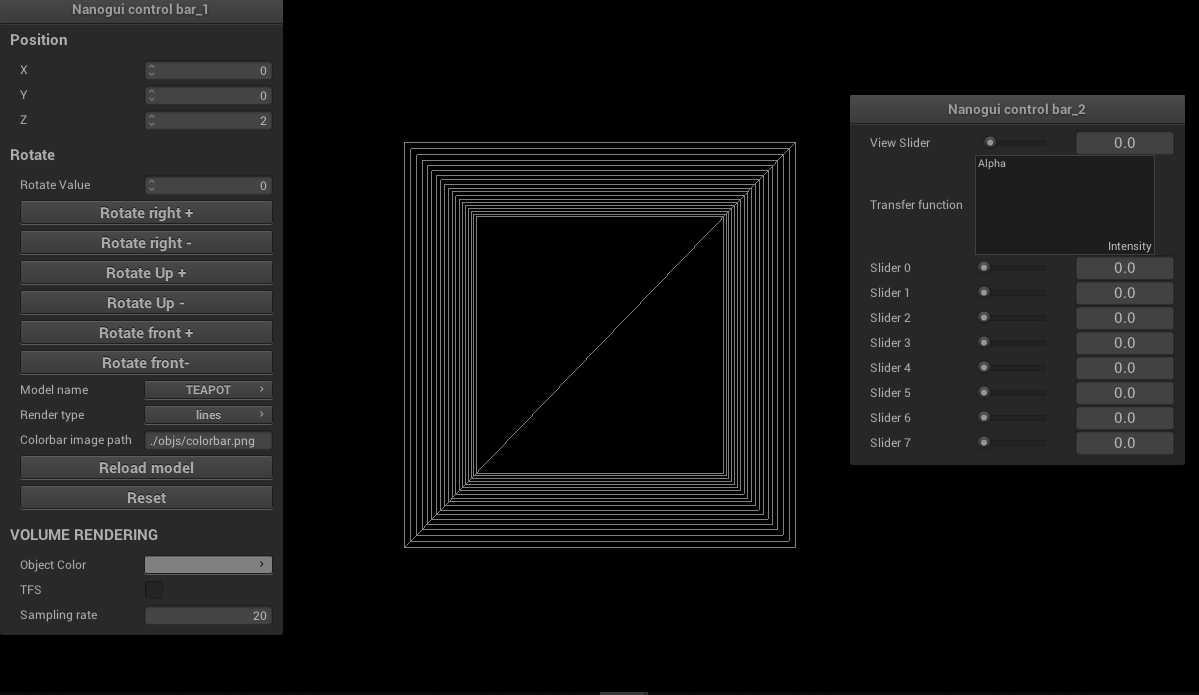 Nanogui control bar_1
Position
X 0
Y 0
Z 2
Rotate
Rotate Value 0
Rotate right +
Rotate right -
Rotate Up +
Rotate Up -
Rotate front +
Rotate front-
Model name TEAPOT
Render type lines
Colorbar image path ./objs/colorbar.png
Reload model
Reset
VOLUME RENDERING
Object Color
TFS
Sampling rate 20
Nanogui control bar_2
View Slider 0.0
Alpha
Transfer function
Intensity
Slider 0 0.0
Slider 1 0.0
Slider 2 0.0
Slider 3 0.0
Slider 4 0.0
Slider 5 0.0
Slider 6 0.0
Slider 7 0.0